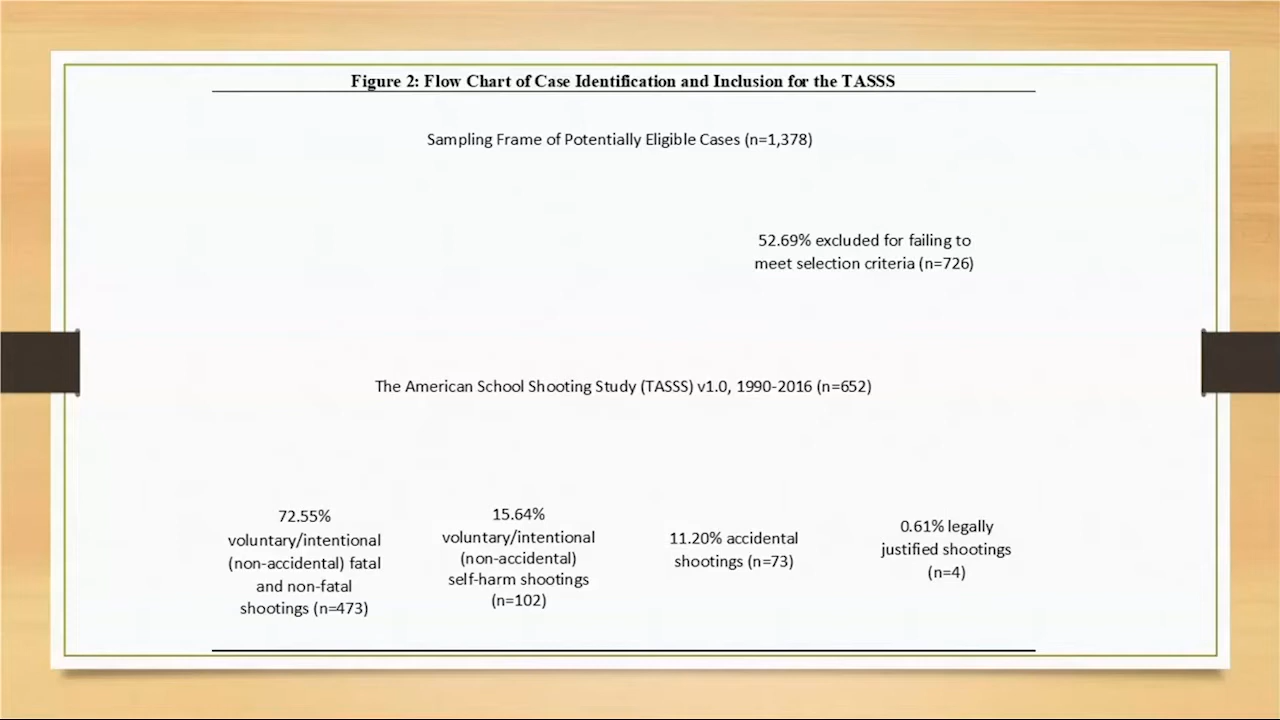 Figure 2: Flow Chart of Case Identification and Inclusion for the TASSS
Sampling Frame of Potentially Eligible Cases (n=1,378)
52.69% excluded for failing to
meet selection criteria (n=726)
The American School Shooting Study (TASSS) v1.0, 1990-2016 (n=652)
72.55%
voluntary/intentional
(non-accidental) fatal
and non-fatal
shootings (n=473)
15.64%
voluntary/intentional
(non-accidental)
self-harm shootings
(n=102)
11.20% accidental
shootings (n=73)
0.61% legally
justified shootings
(n=4)